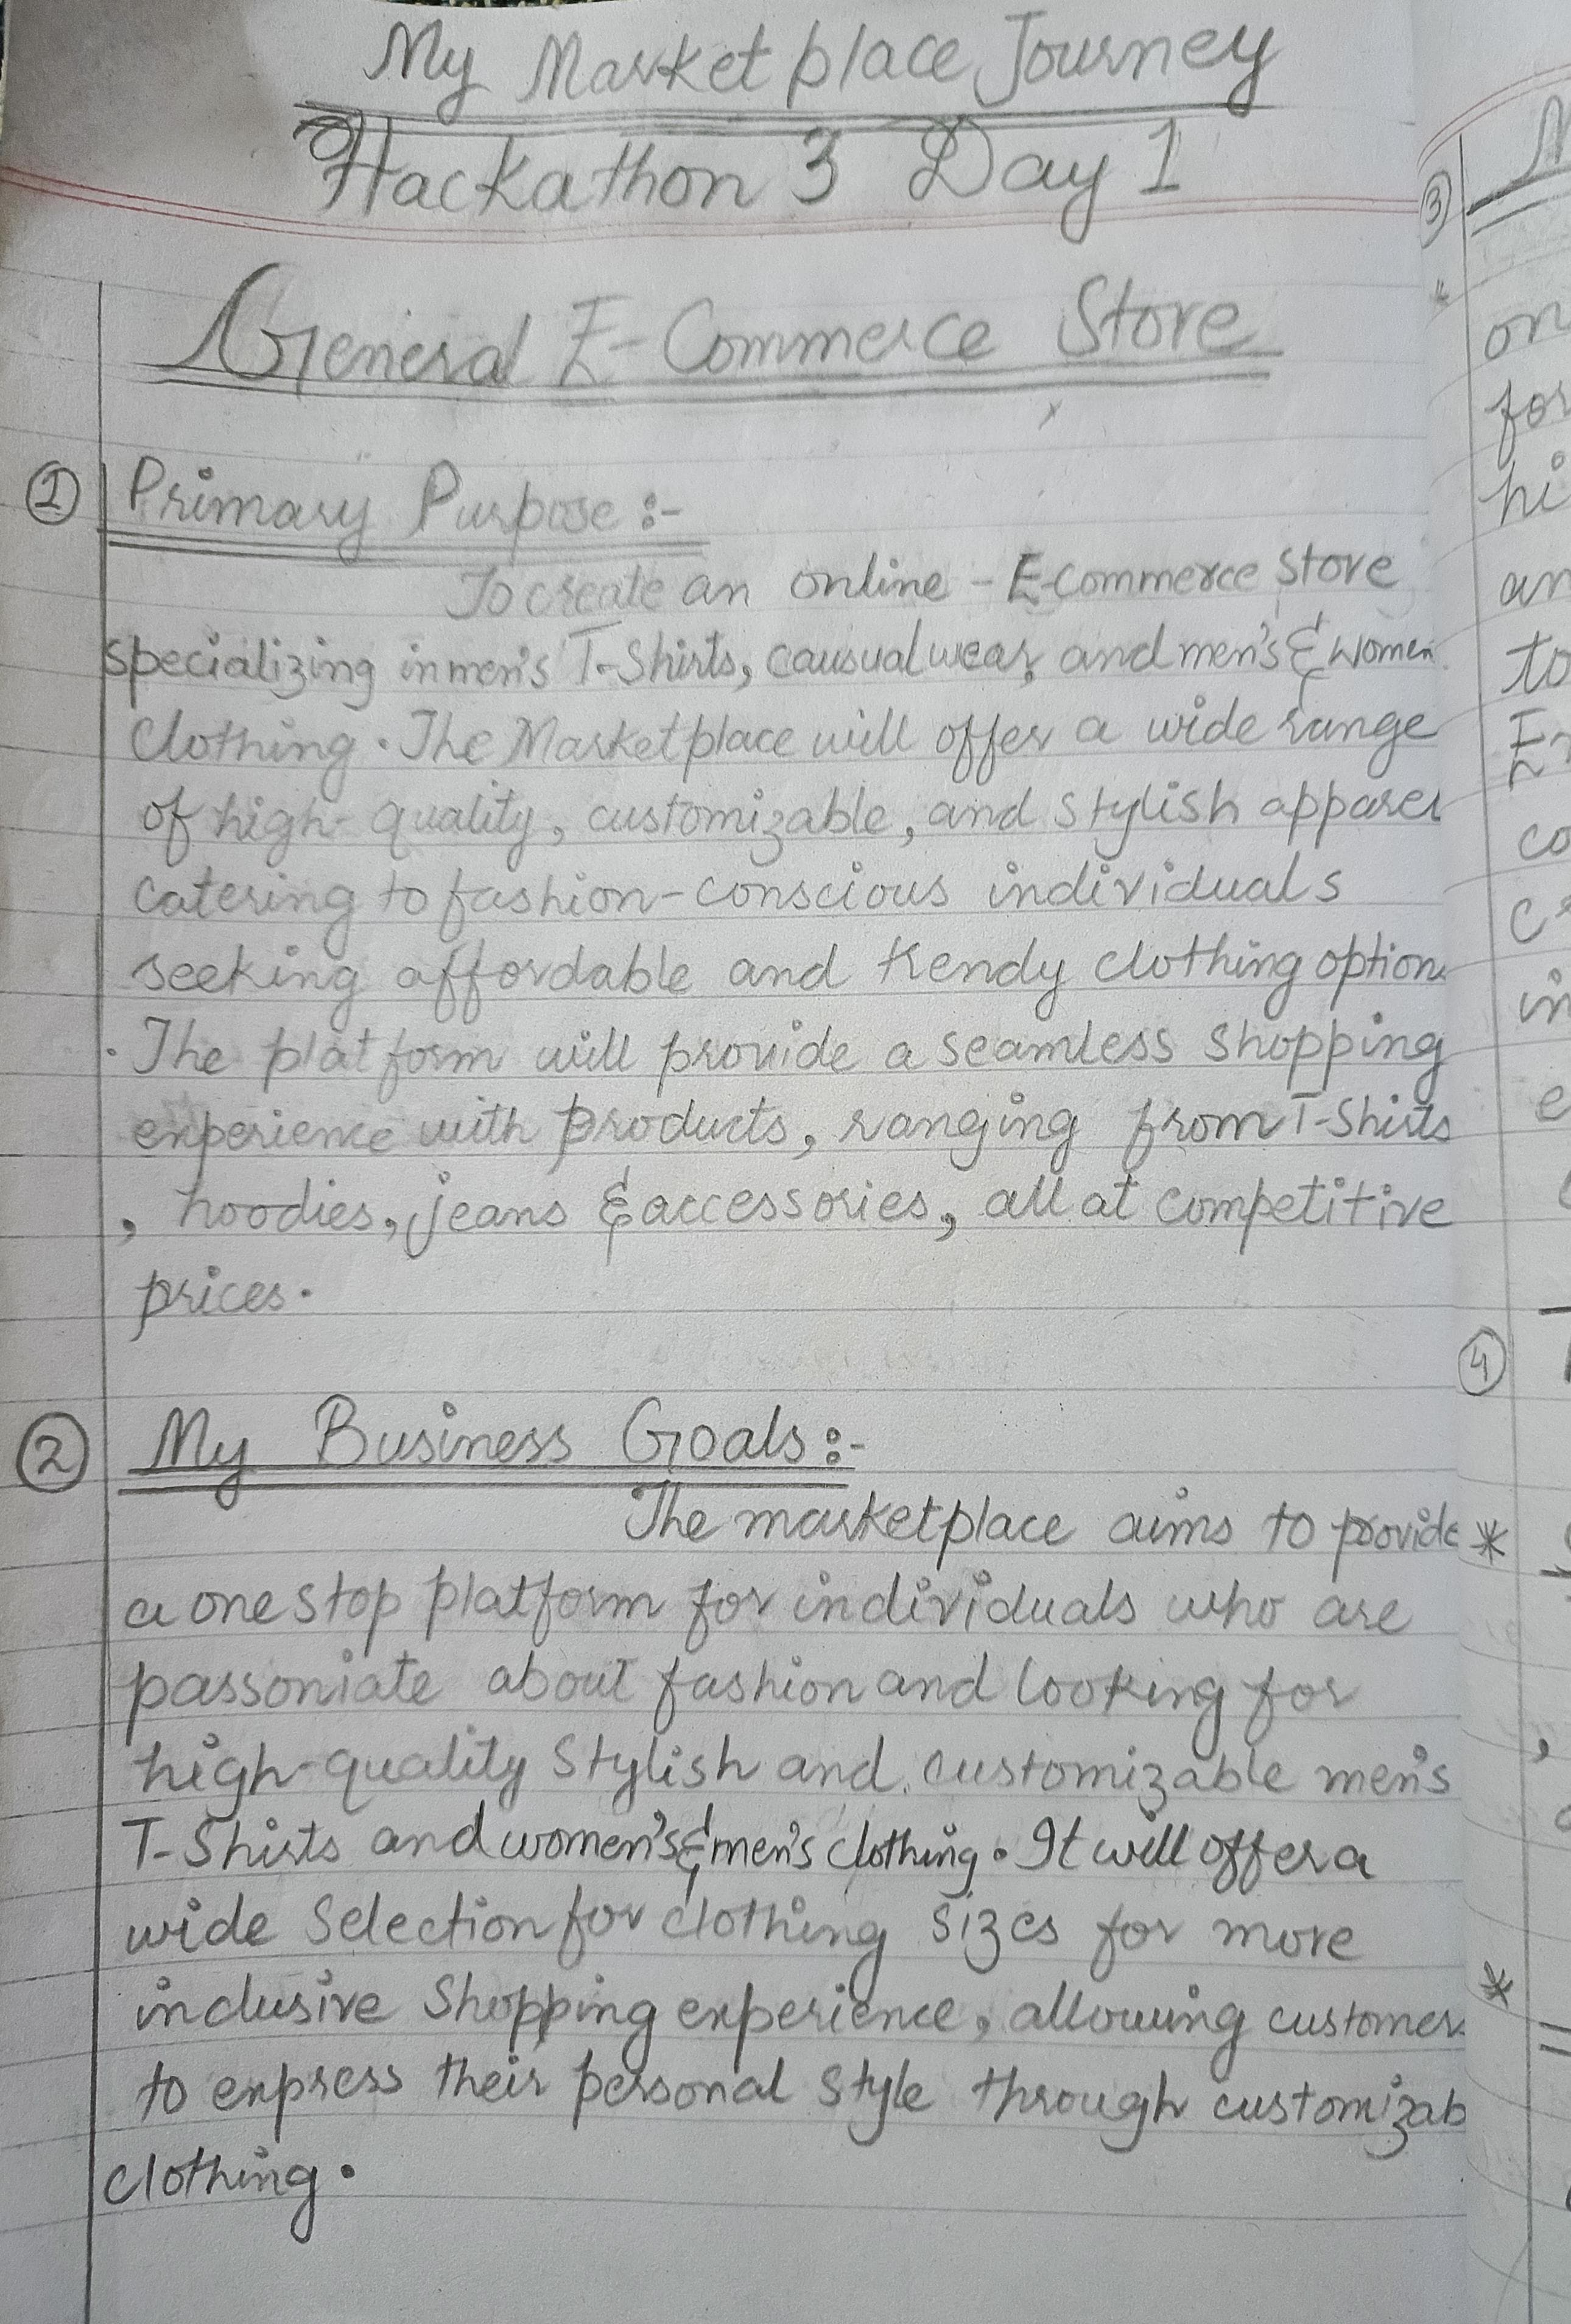 My Marketplace Journey
Hackathon 3 Day 1
General E-Commerce Store
① Primary Purpose :-
To create an online - E-commerce store
specializing in men's T-Shirts, causual wear, and men's & women
clothing. The Marketplace will offer a wide range
of high-quality, customizable, and stylish apparel
catering to fashion-conscious individuals
seeking affordable and trendy clothing option
. The platform will provide a seamless shopping
experience with products, ranging from T-Shirts
, hoodies, jeans & accessories, all at competitive
prices.
② My Business Goals :-
The marketplace aims to provide
a one stop platform for individuals who are
passoniate about fashion and looking for
high-quality stylish and customizable men's
T-Shirts and women's & men's clothing. It will offer a
wide selection for clothing sizes for more
inclusive shopping experience, allowing customer
to express their personal style through customizab
clothing.
③
on
for
hi
an
to
co
in
e
④
*
*